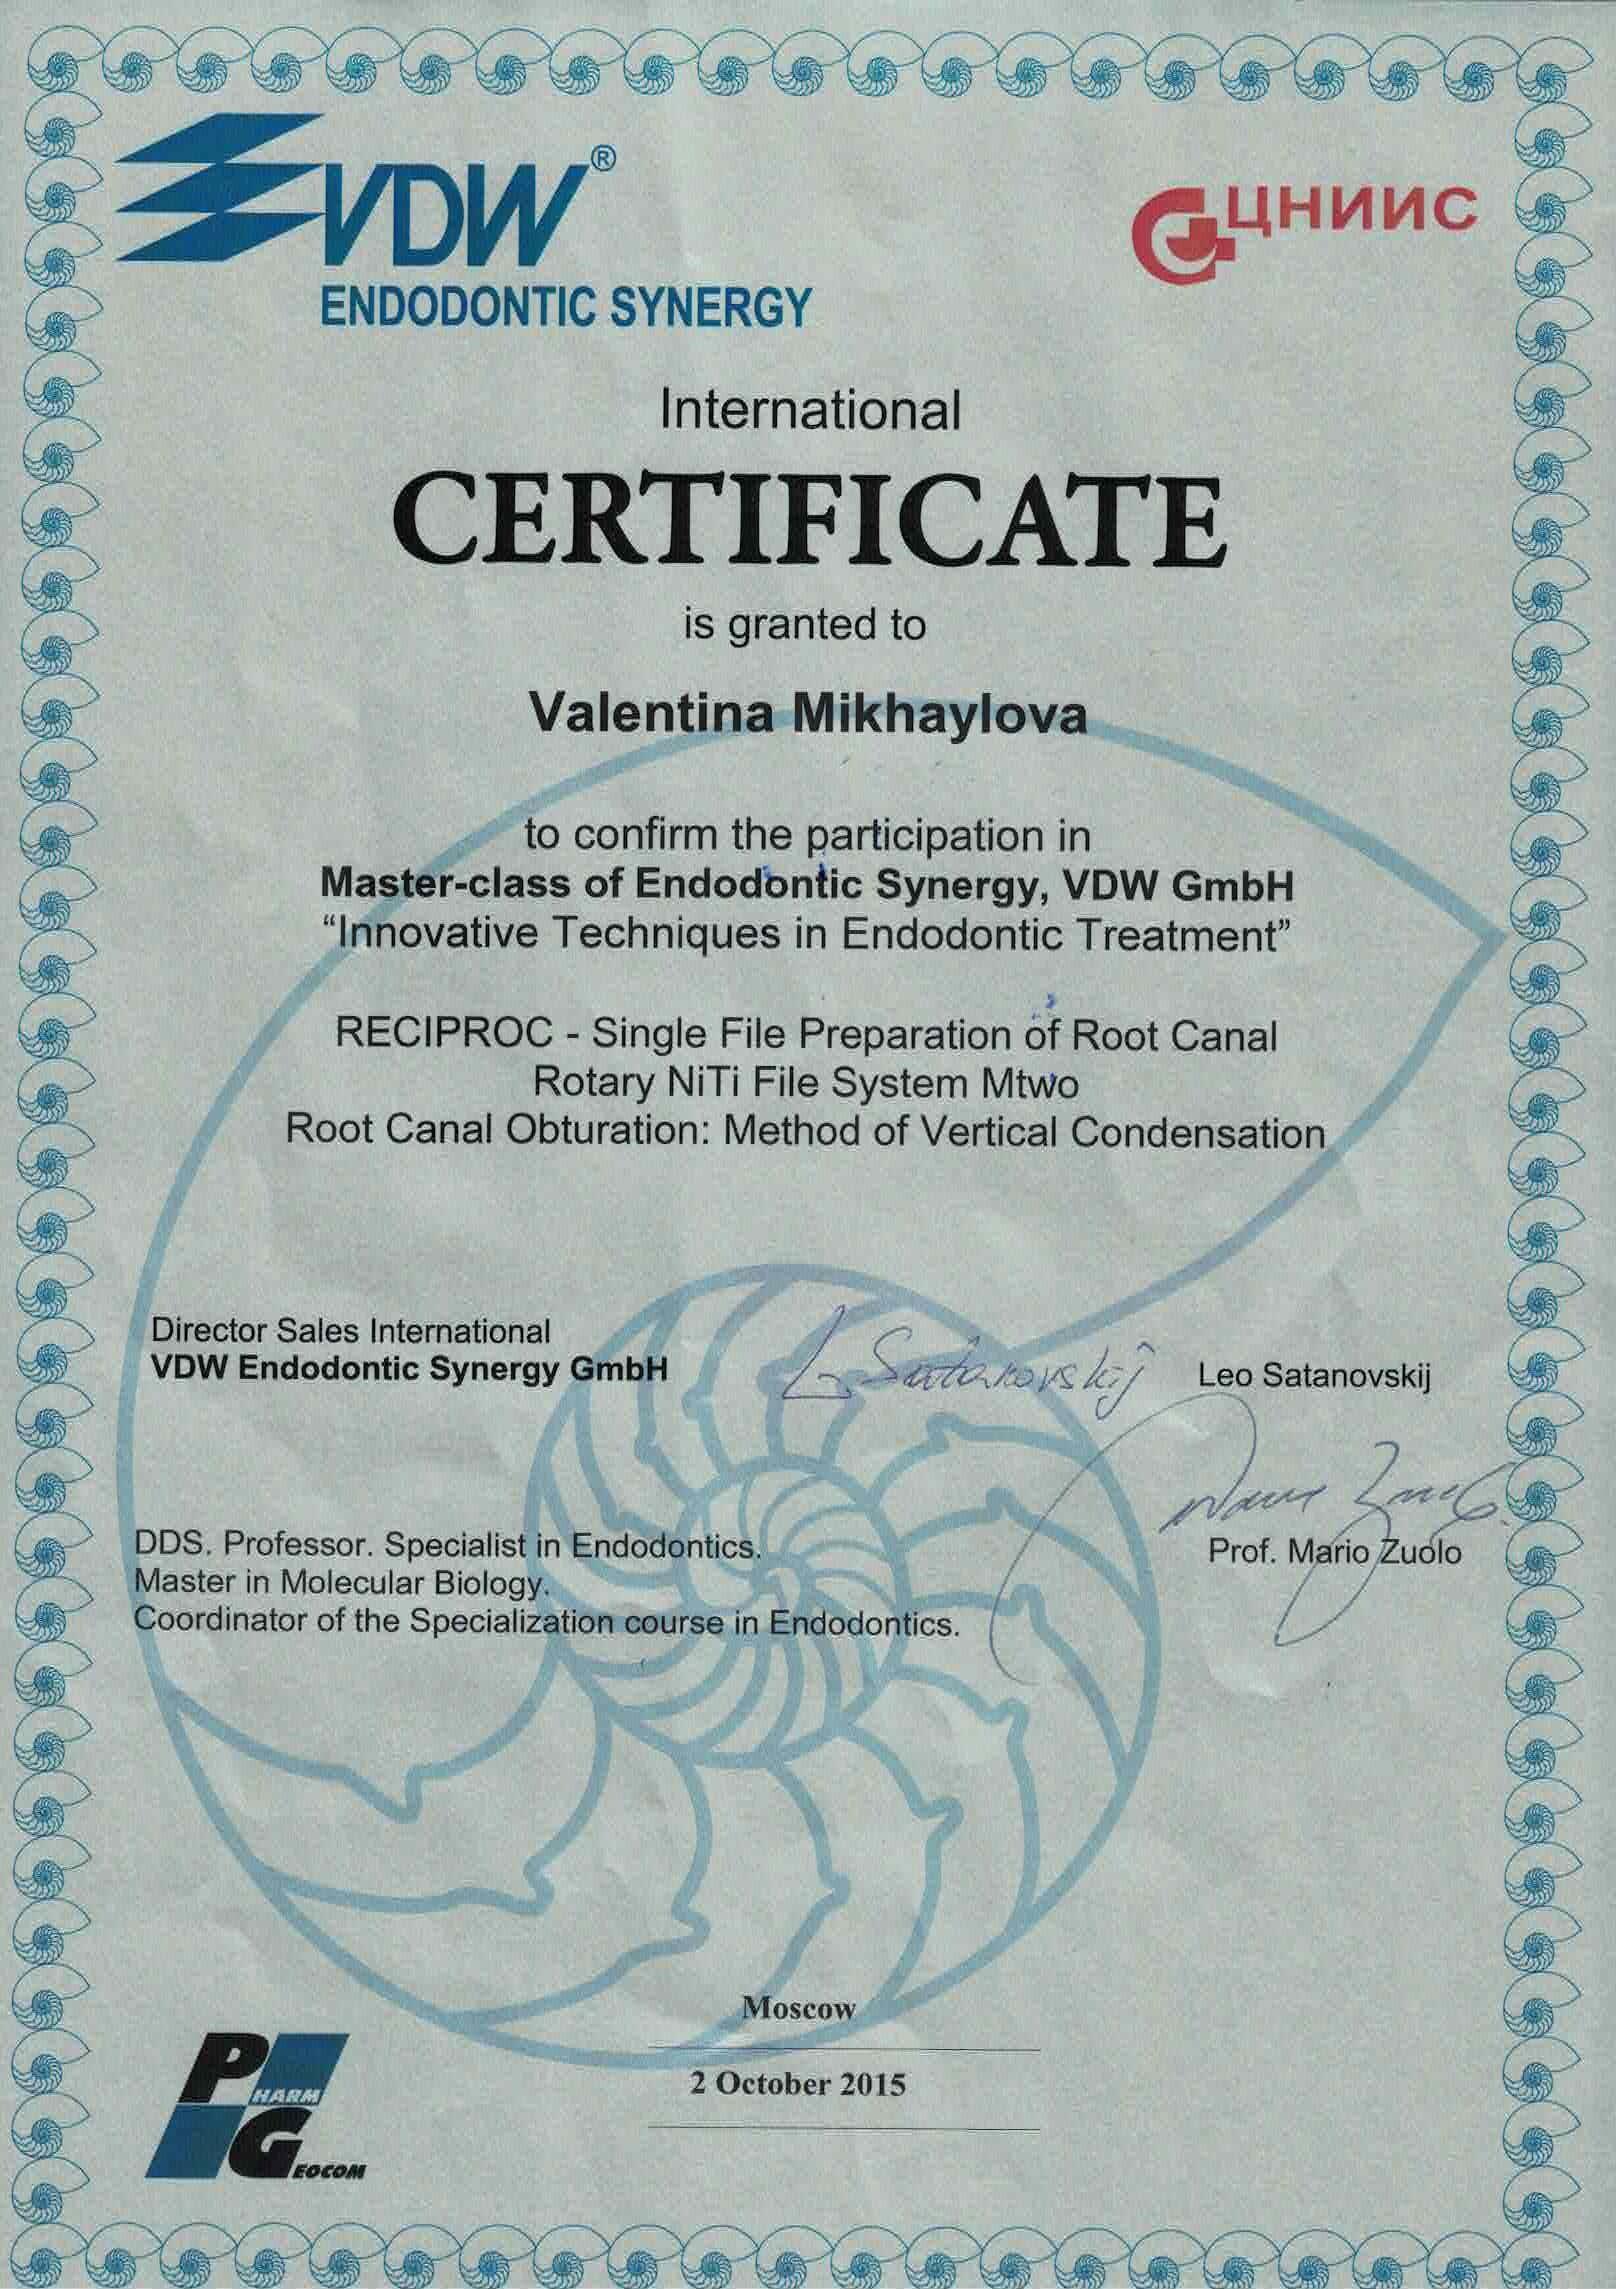 VDW®
ЦНИИС
ENDODONTIC SYNERGY
International
CERTIFICATE
is granted to
Valentina Mikhaylova
to confirm the participation in
Master-class of Endodontic Synergy, VDW GmbH
“Innovative Techniques in Endodontic Treatment”
RECIPROC - Single File Preparation of Root Canal
Rotary NiTi File System Mtwo
Root Canal Obturation: Method of Vertical Condensation
Director Sales International
VDW Endodontic Synergy GmbH
L. Satanovskij
Leo Satanovskij
DDS. Professor. Specialist in Endodontics.
Master in Molecular Biology.
Coordinator of the Specialization course in Endodontics.
Prof. Mario Zuolo
Moscow
2 October 2015
PHARM
GEOCOM